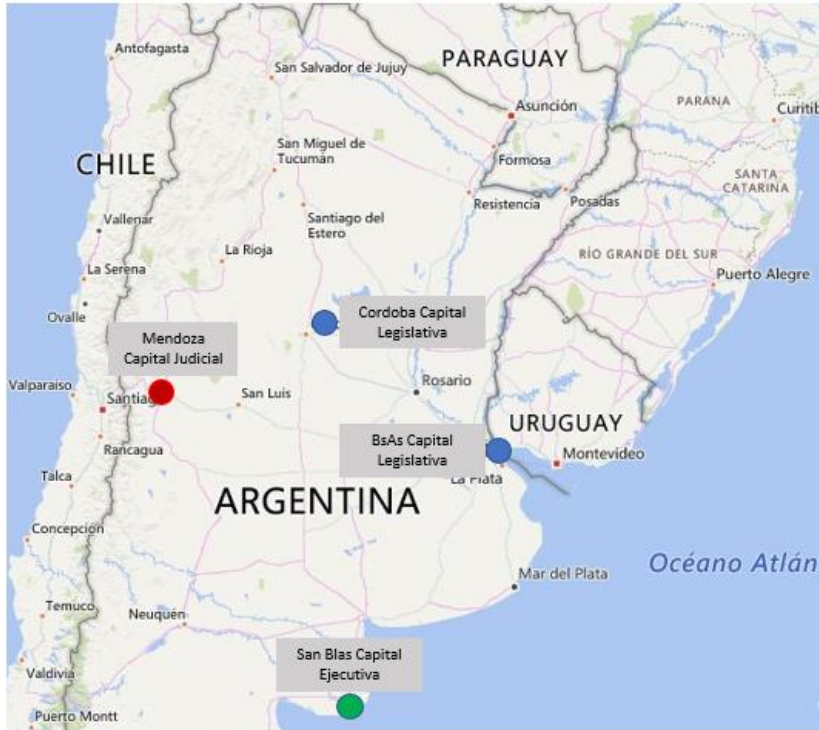 Antofagasta
San Salvador de Jujuy
PARAGUAY
Asunción
PARANA
Curitib
San Miguel de
Tucumán
Formosa
CHILE
SANTA
CATARINA
Resistencia
Posadas
Vallenar
Santiago del
Estero
La Rioja
RÍO GRANDE DEL SUR
La Serena
Puerto Alegre
Ovalle
Cordoba Capital
Legislativa
Mendoza
Capital Judicial
Valparaiso
Santiag
San Luis
Rosario
URUGUAY
Rancagua
BsAs Capital
Legislativa
Montevideo
Talca
La Plata
ARGENTINA
Concepcion
Océano Atlán
Mar del Plata
Temuco
Neuquén
San Blas Capital
Ejecutiva
Valdivia
Puerto Montt